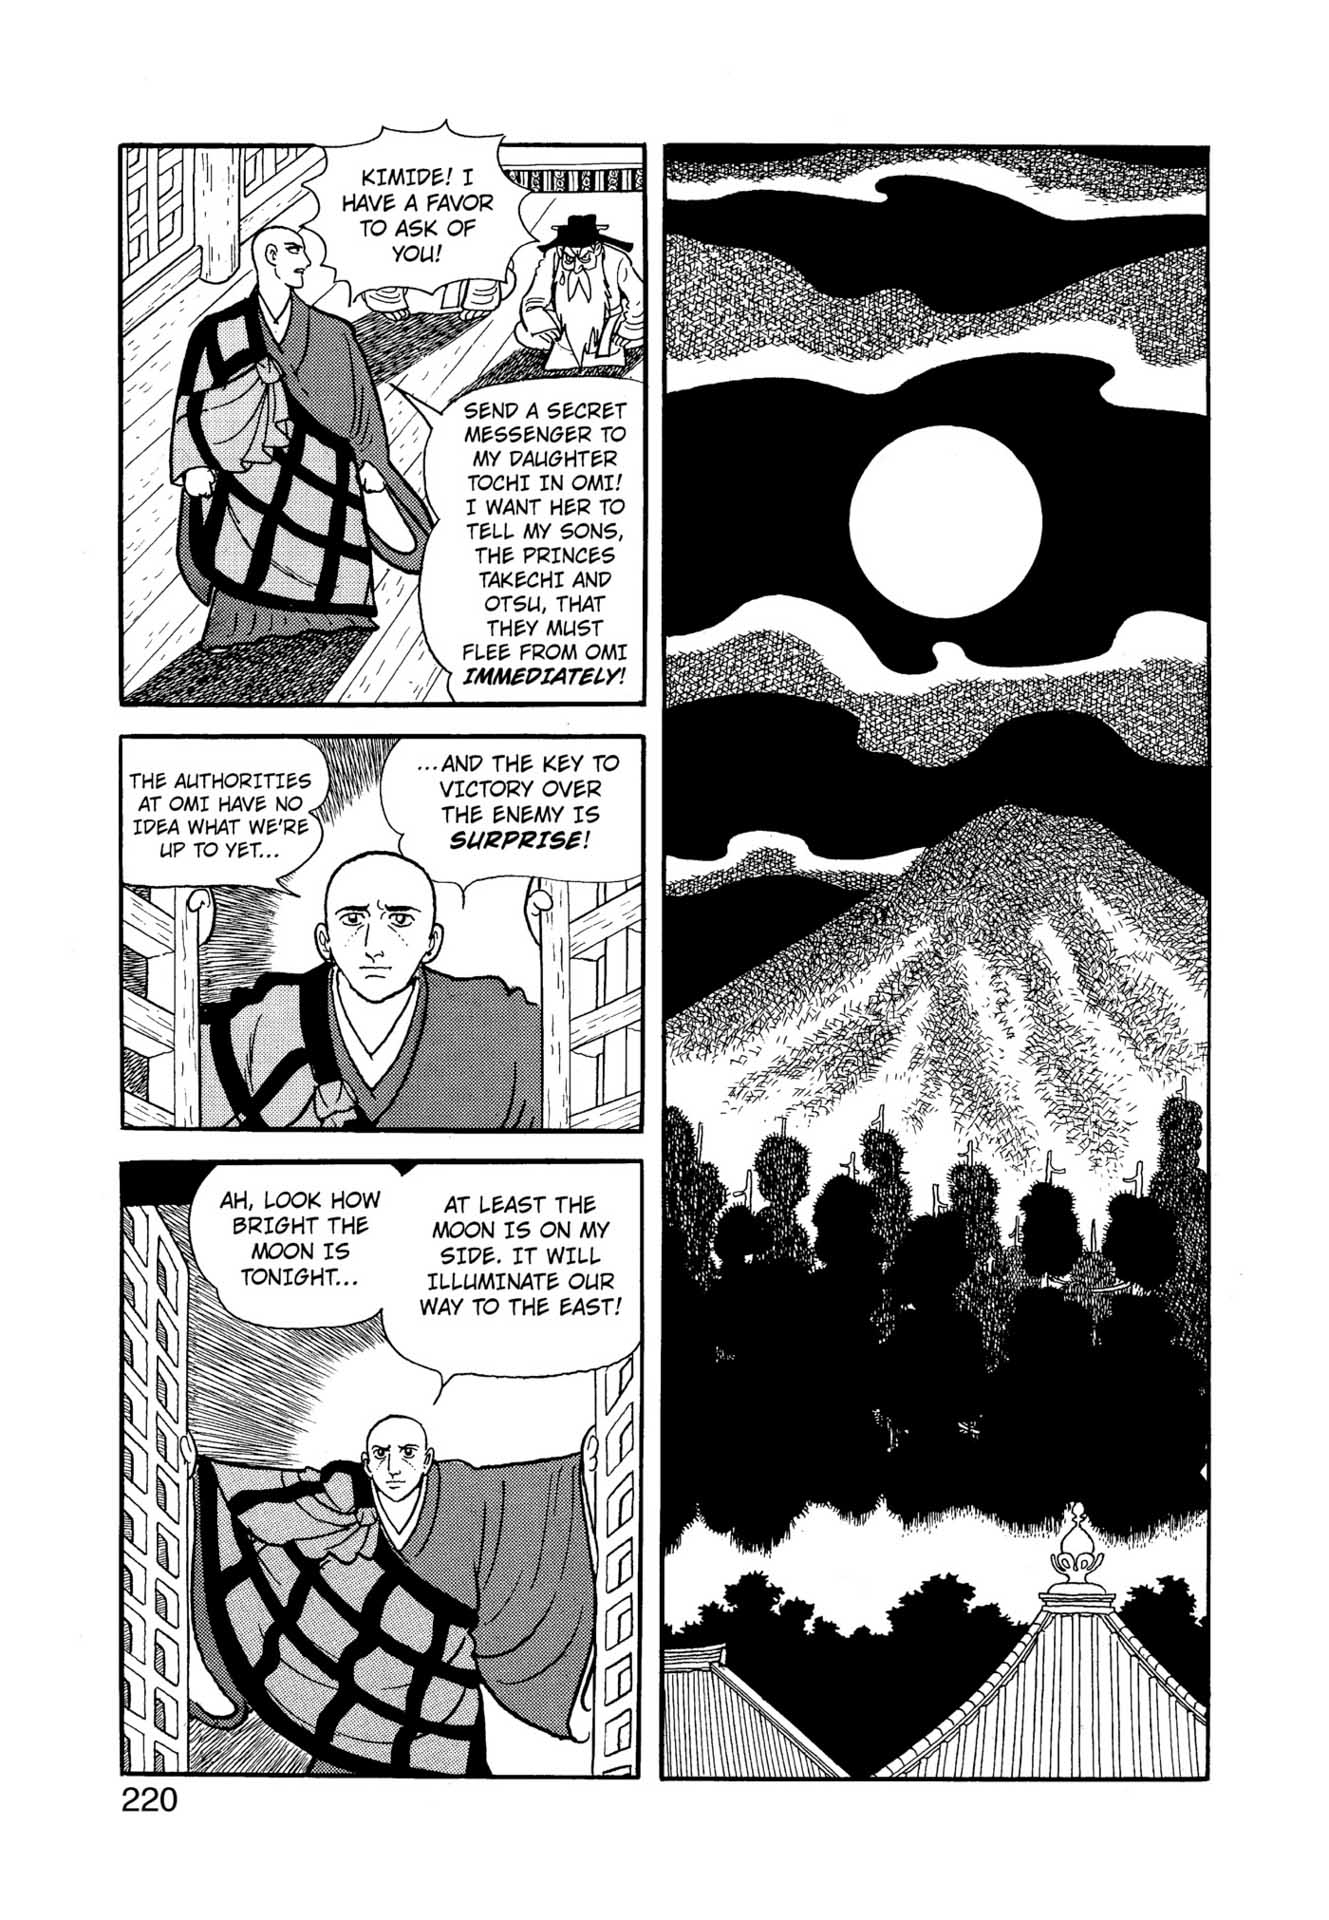 KIMIDE! I
HAVE A FAVOR
TO ASK OF
YOU!
SEND A SECRET
MESSENGER TO
MY DAUGHTER
TOCHI IN OMI!
I WANT HER TO
TELL MY SONS,
THE PRINCES
TAKECHI AND
OTSU, THAT
THEY MUST
FLEE FROM OMI
IMMEDIATELY!
THE AUTHORITIES
AT OMI HAVE NO
IDEA WHAT WE'RE
UP TO YET...
...AND THE KEY TO
VICTORY OVER
THE ENEMY IS
SURPRISE!
AH, LOOK HOW
BRIGHT THE
MOON IS
TONIGHT...
AT LEAST THE
MOON IS ON MY
SIDE. IT WILL
ILLUMINATE OUR
WAY TO THE EAST!
220